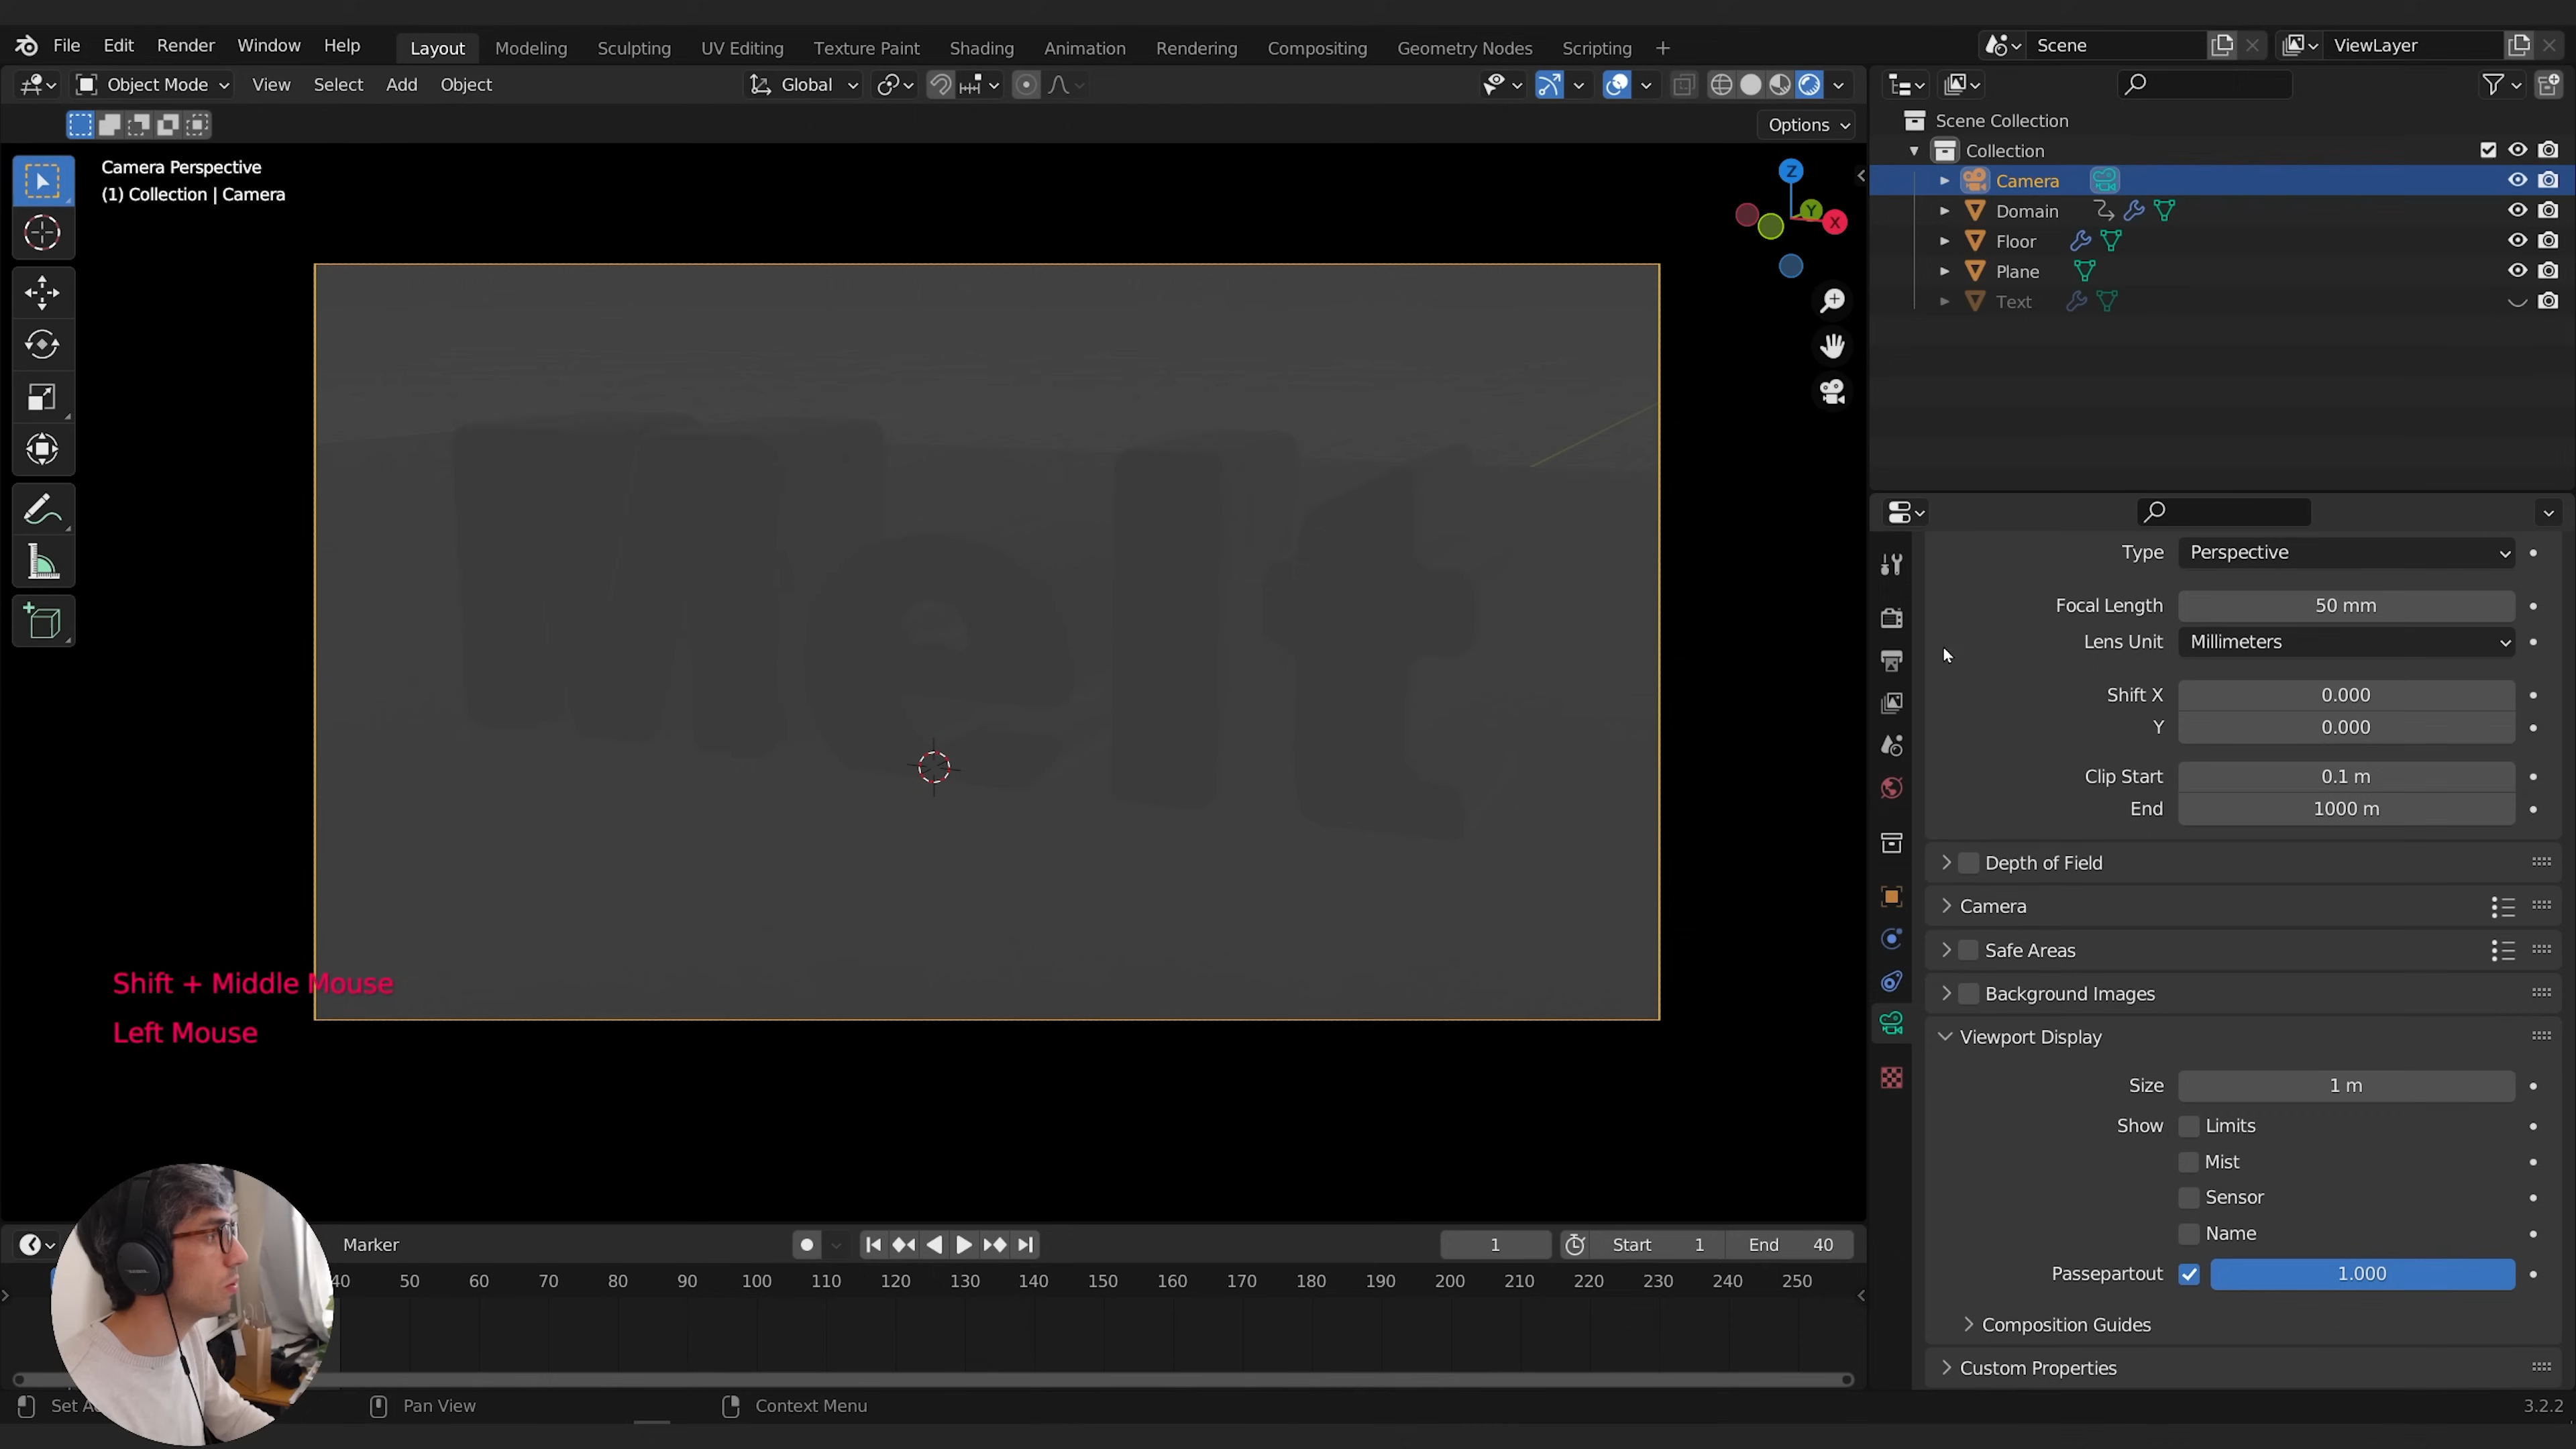 File Edit Render Window Help Layout Modeling Sculpting UV Editing Texture Paint Shading Animation Rendering Compositing Geometry Nodes Scripting + Scene ViewLayer
Object Mode View Select Add Object Global
Options
Camera Perspective
(1) Collection | Camera
Z
Y
X
Melt
Shift + Middle Mouse
Left Mouse
Scene Collection
Collection
Camera
Domain
Floor
Plane
Text
Type Perspective
Focal Length 50 mm
Lens Unit Millimeters
Shift X 0.000
Y 0.000
Clip Start 0.1 m
End 1000 m
Depth of Field
Camera
Safe Areas
Background Images
Viewport Display
Size 1 m
Show Limits
Mist
Sensor
Name
Passepartout 1.000
Composition Guides
Custom Properties
Marker 1 Start 1 End 40
40 50 60 70 80 90 100 110 120 130 140 150 160 170 180 190 200 210 220 230 240 250
Pan View Context Menu 3.2.2